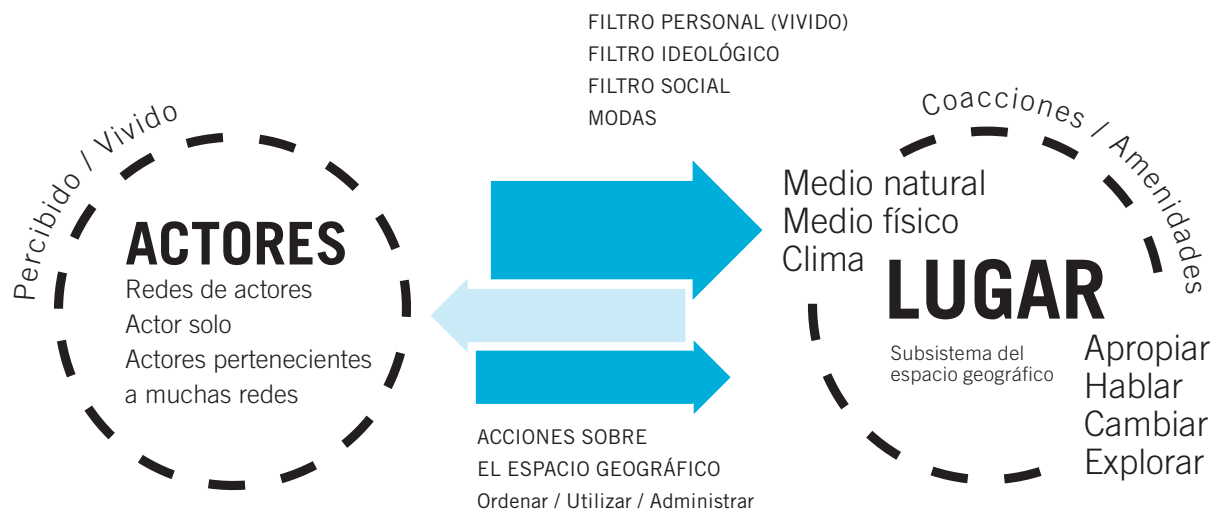 FILTRO PERSONAL (VIVIDO)
FILTRO IDEOLÓGICO
FILTRO SOCIAL
MODAS
Percibido / Vivido
ACTORES
Redes de actores
Actor solo
Actores pertenecientes
a muchas redes
ACCIONES SOBRE
EL ESPACIO GEOGRÁFICO
Ordenar / Utilizar / Administrar
Coacciones / Amenidades
Medio natural
Medio físico
Clima
LUGAR
Subsistema del
espacio geográfico
Apropiar
Hablar
Cambiar
Explorar